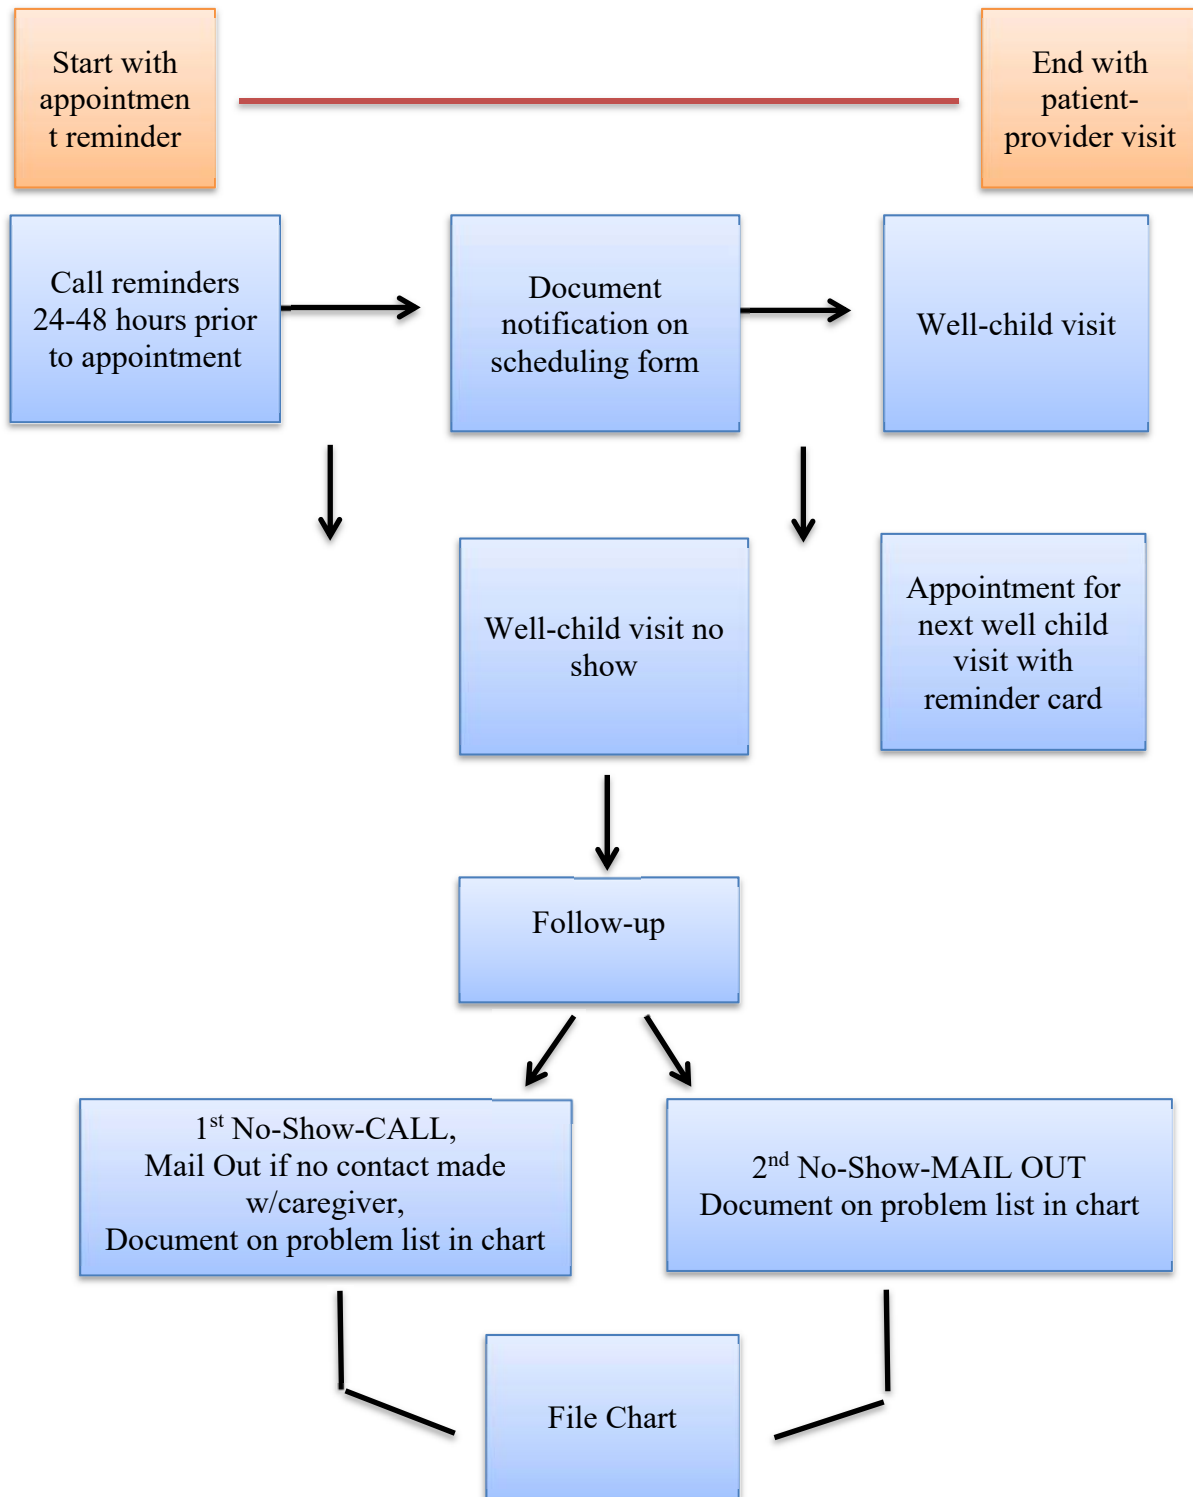 Start with
appointmen
t reminder
End with
patient-
provider visit
Call reminders
24-48 hours prior
to appointment
Document
notification on
scheduling form
Well-child visit
Well-child visit no
show
Appointment for
next well child
visit with
reminder card
Follow-up
1st No-Show-CALL,
Mail Out if no contact made
w/caregiver,
Document on problem list in chart
2nd No-Show-MAIL OUT
Document on problem list in chart
File Chart